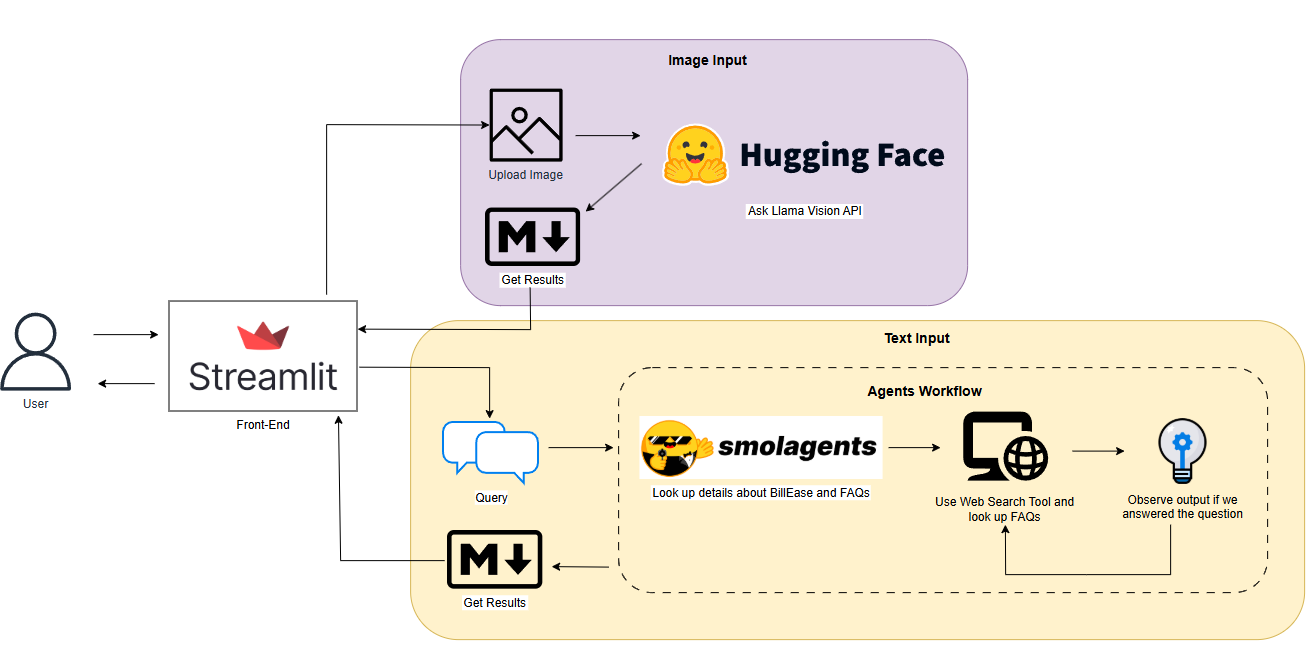 Image Input
Upload Image
Hugging Face
Ask Llama Vision API
M
Get Results
User
Streamlit
Front-End
Text Input
Agents Workflow
Query
smolagents
Look up details about BillEase and FAQs
Use Web Search Tool and
look up FAQs
Observe output if we
answered the question
M
Get Results